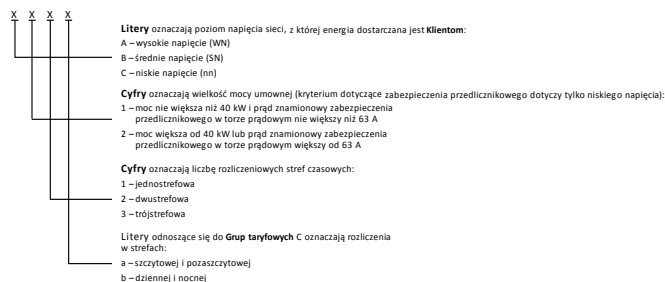 X X X X
Litery oznaczają poziom napięcia sieci, z której energia dostarczana jest Klientom:
A – wysokie napięcie (WN)
B – średnie napięcie (SN)
C – niskie napięcie (nn)
Cyfry oznaczają wielkość mocy umownej (kryterium dotyczące zabezpieczenia przedlicznikowego dotyczy tylko niskiego napięcia):
1 – moc nie większa niż 40 kW i prąd znamionowy zabezpieczenia
przedlicznikowego w torze prądowym nie większy niż 63 A
2 – moc większa od 40 kW lub prąd znamionowy zabezpieczenia
przedlicznikowego w torze prądowym większy od 63 A
Cyfry oznaczają liczbę rozliczeniowych stref czasowych:
1 – jednostrefowa
2 – dwustrefowa
3 – trójstrefowa
Litery odnoszące się do Grup taryfowych C oznaczają rozliczenia
w strefach:
a – szczytowej i pozaszczytowej
b – dziennej i nocnej